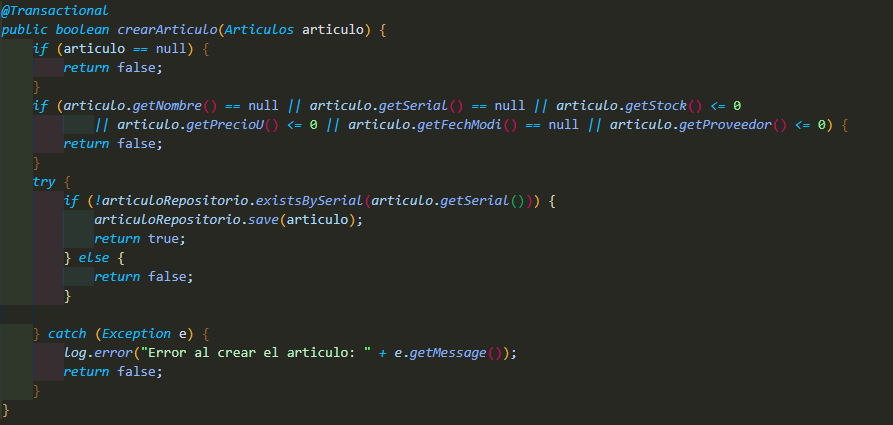 @Transactional
public boolean crearArticulo(Articulos articulo) {
    if (articulo == null) {
        return false;
    }
    if (articulo.getNombre() == null || articulo.getSerial() == null || articulo.getStock() <= 0
            || articulo.getPrecioU() <= 0 || articulo.getFechModi() == null || articulo.getProveedor() <= 0) {
        return false;
    }
    try {
        if (!articuloRepositorio.existsBySerial(articulo.getSerial())) {
            articuloRepositorio.save(articulo);
            return true;
        } else {
            return false;
        }

    } catch (Exception e) {
        log.error("Error al crear el articulo: " + e.getMessage());
        return false;
    }
}